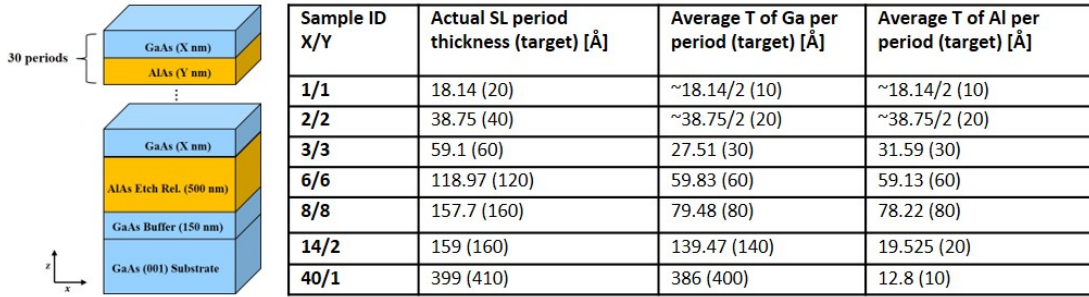 30 periods
GaAs (X nm)
AlAs (Y nm)
⋮
GaAs (X nm)
AlAs Etch Rel. (500 nm)
GaAs Buffer (150 nm)
GaAs (001) Substrate
z
x
Sample ID X/Y | Actual SL period thickness (target) [Å] | Average T of Ga per period (target) [Å] | Average T of Al per period (target) [Å]
1/1 | 18.14 (20) | ~18.14/2 (10) | ~18.14/2 (10)
2/2 | 38.75 (40) | ~38.75/2 (20) | ~38.75/2 (20)
3/3 | 59.1 (60) | 27.51 (30) | 31.59 (30)
6/6 | 118.97 (120) | 59.83 (60) | 59.13 (60)
8/8 | 157.7 (160) | 79.48 (80) | 78.22 (80)
14/2 | 159 (160) | 139.47 (140) | 19.525 (20)
40/1 | 399 (410) | 386 (400) | 12.8 (10)